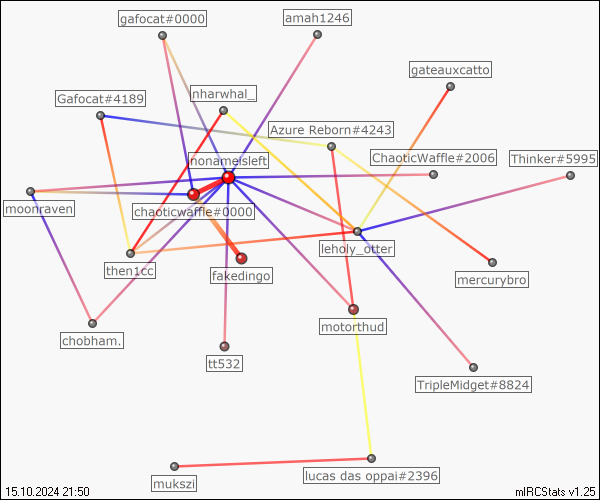 gafocat#0000
amah1246
gateauxcatto
nharwhal_
Gafocat#4189
Azure Reborn#4243
nonameisleft
ChaoticWaffle#2006
Thinker#5995
moonraven
chaoticwaffle#0000
leholy_otter
then1cc
fakedingo
mercurybro
motorthud
chobham.
tt532
TripleMidget#8824
lucas das oppai#2396
mukszi
15.10.2024 21:50
mIRCStats v1.25